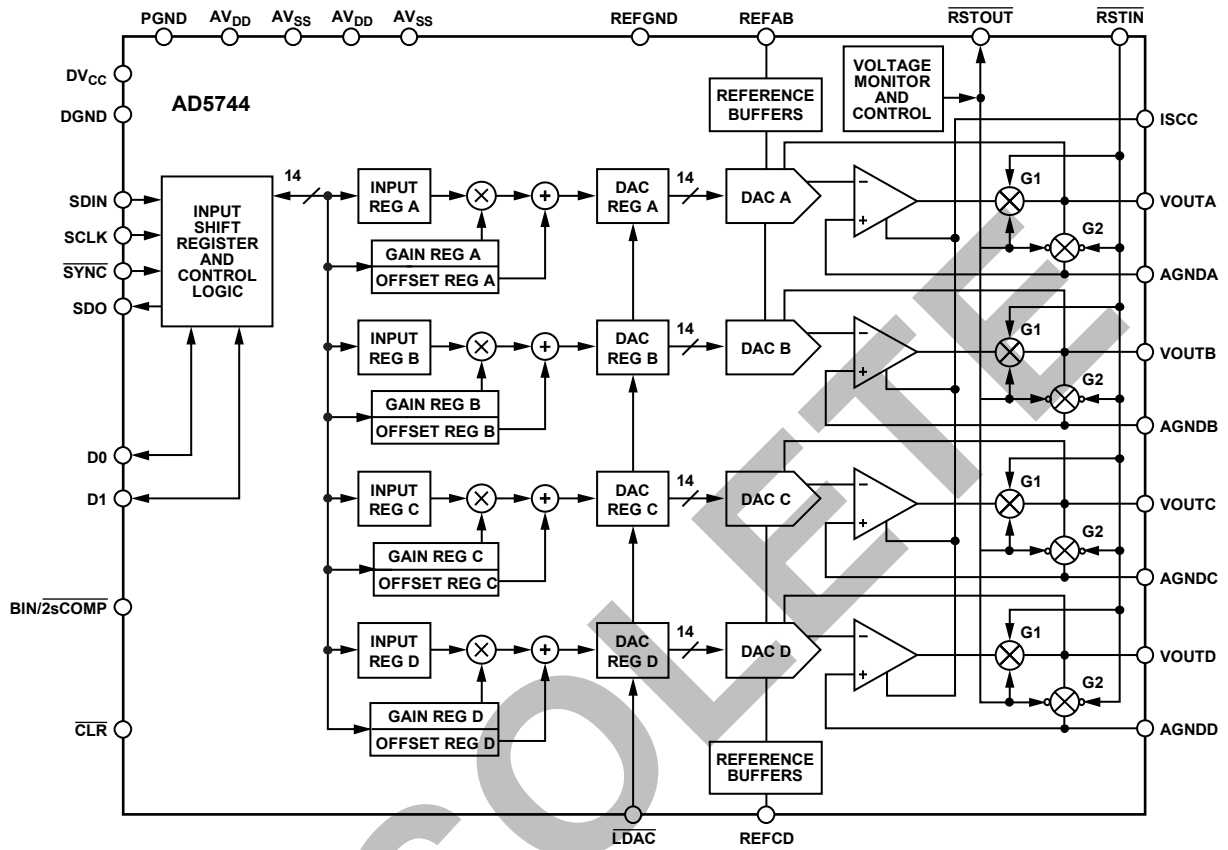 PGND AVDD AVSS AVDD AVSS REFGND REFAB RSTOUT RSTIN
DVCC
DGND
AD5744
REFERENCE
BUFFERS
VOLTAGE
MONITOR
AND
CONTROL
ISCC
SDIN
SCLK
SYNC
SDO
INPUT
SHIFT
REGISTER
AND
CONTROL
LOGIC
14
INPUT
REG A
×
+
DAC
REG A
14
DAC A
−
+
G1
G2
VOUTA
GAIN REG A
OFFSET REG A
AGNDA
INPUT
REG B
×
+
DAC
REG B
14
DAC B
−
+
G1
G2
VOUTB
GAIN REG B
OFFSET REG B
AGNDB
D0
D1
INPUT
REG C
×
+
DAC
REG C
14
DAC C
−
+
G1
G2
VOUTC
GAIN REG C
OFFSET REG C
AGNDC
BIN/2sCOMP
INPUT
REG D
×
+
DAC
REG D
14
DAC D
−
+
G1
G2
VOUTD
GAIN REG D
OFFSET REG D
AGNDD
CLR
REFERENCE
BUFFERS
LDAC REFCD